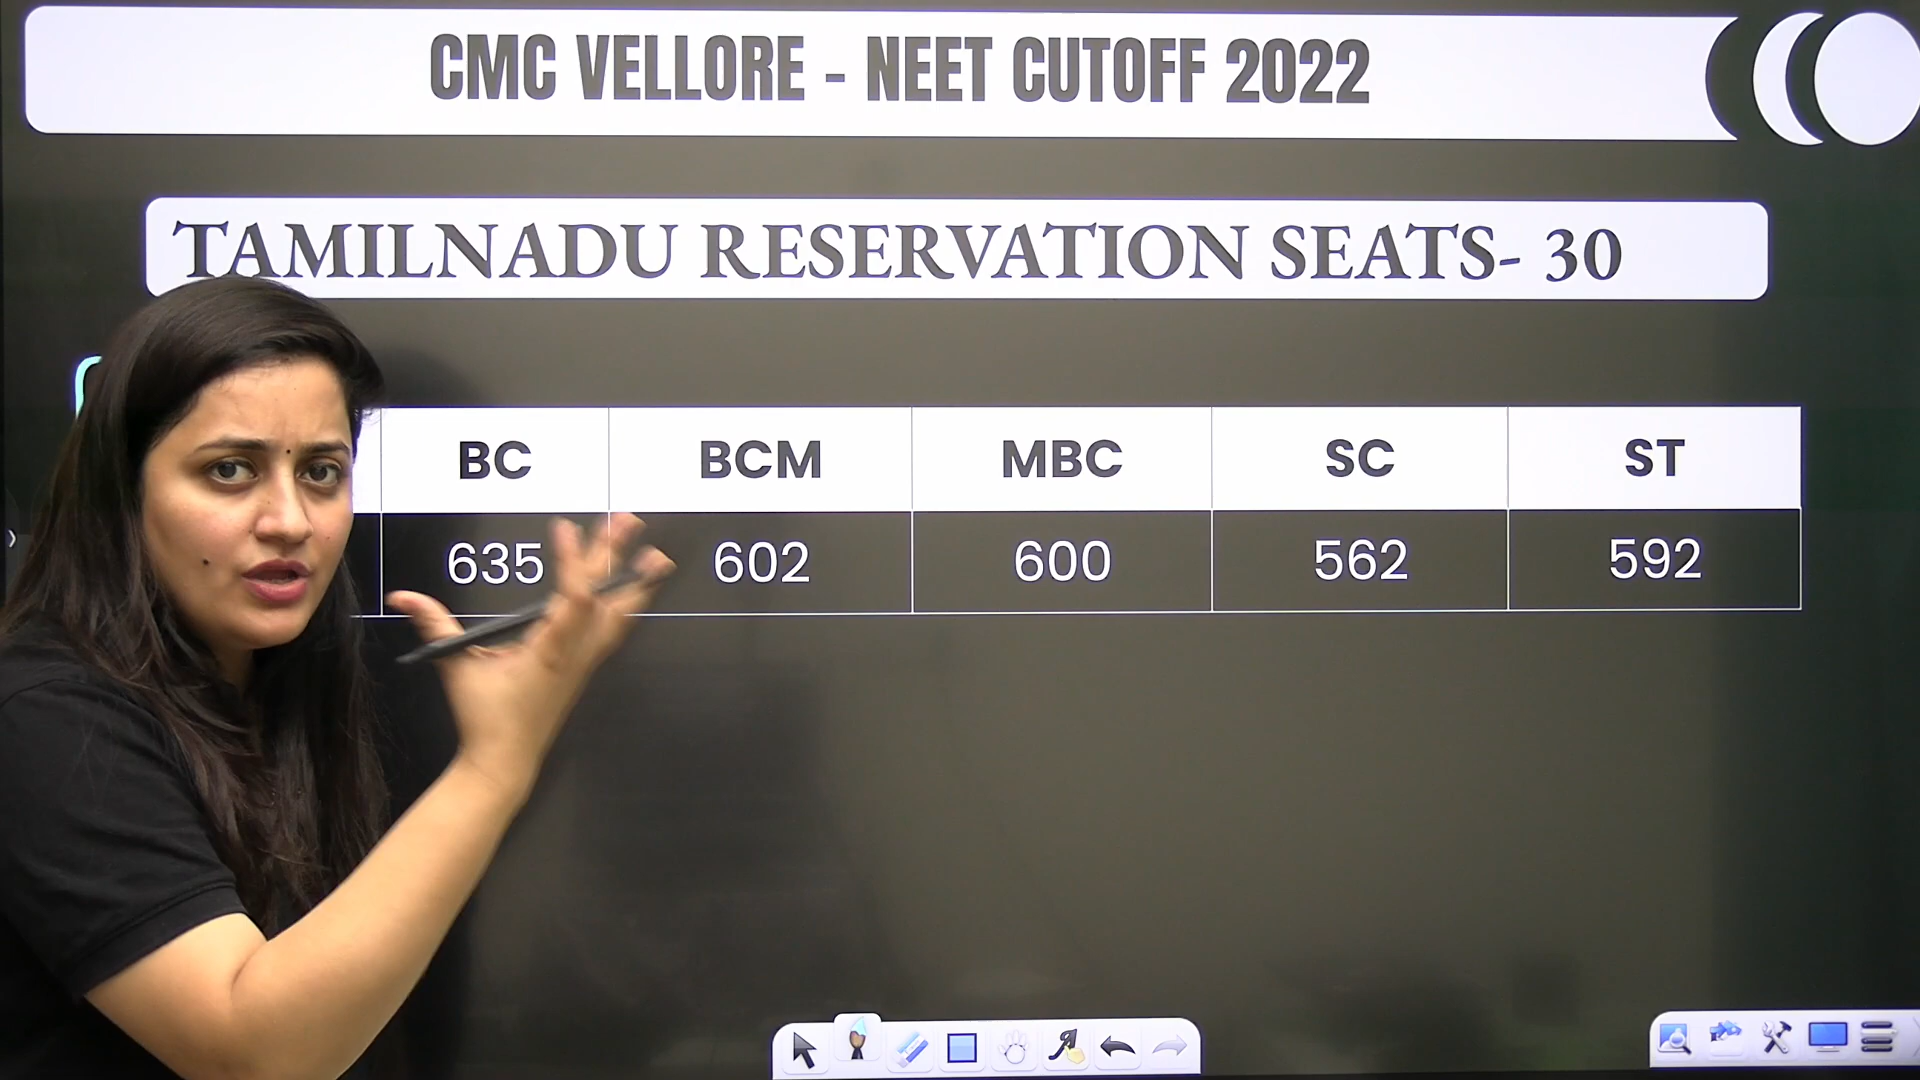 CMC VELLORE - NEET CUTOFF 2022
TAMILNADU RESERVATION SEATS- 30
BC BCM MBC SC ST
635 602 600 562 592